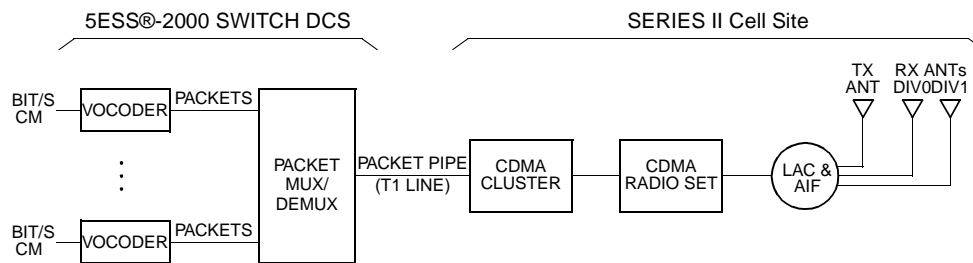 5ESS®-2000 SWITCH DCS
SERIES II Cell Site
TX
ANT
RX ANTs
DIV0DIV1
BIT/S
CM
VOCODER
PACKETS
PACKET
MUX/
DEMUX
PACKET PIPE
(T1 LINE)
CDMA
CLUSTER
CDMA
RADIO SET
LAC &
AIF
BIT/S
CM
VOCODER
PACKETS